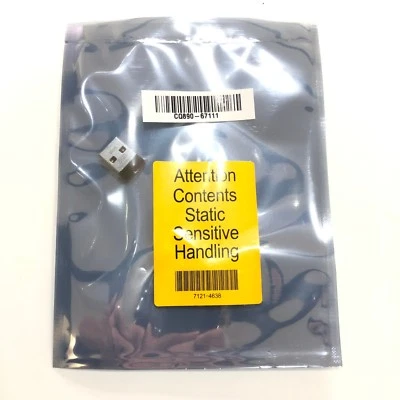 CQ890-67111
Attention
Contents
Static
Sensitive
Handling
7121-4636